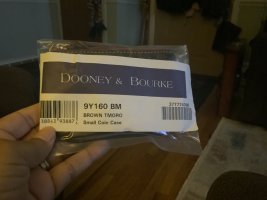 DOONEY & BOURKE
9Y160 BM
BROWN TMORO
Small Coin Case